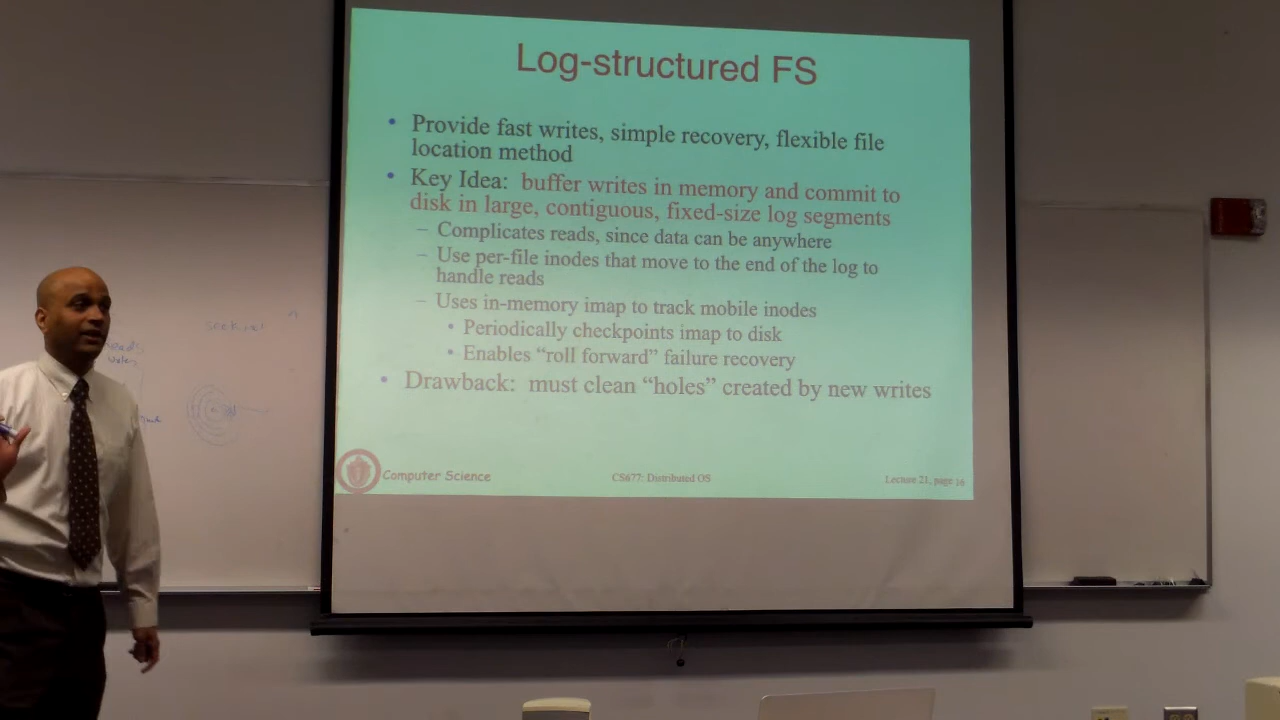 Log-structured FS
• Provide fast writes, simple recovery, flexible file
location method
• Key Idea: buffer writes in memory and commit to
disk in large, contiguous, fixed-size log segments
– Complicates reads, since data can be anywhere
– Use per-file inodes that move to the end of the log to
handle reads
– Uses in-memory imap to track mobile inodes
• Periodically checkpoints imap to disk
• Enables “roll forward” failure recovery
• Drawback: must clean “holes” created by new writes
Computer Science
CS677: Distributed OS
Lecture 21, page 16